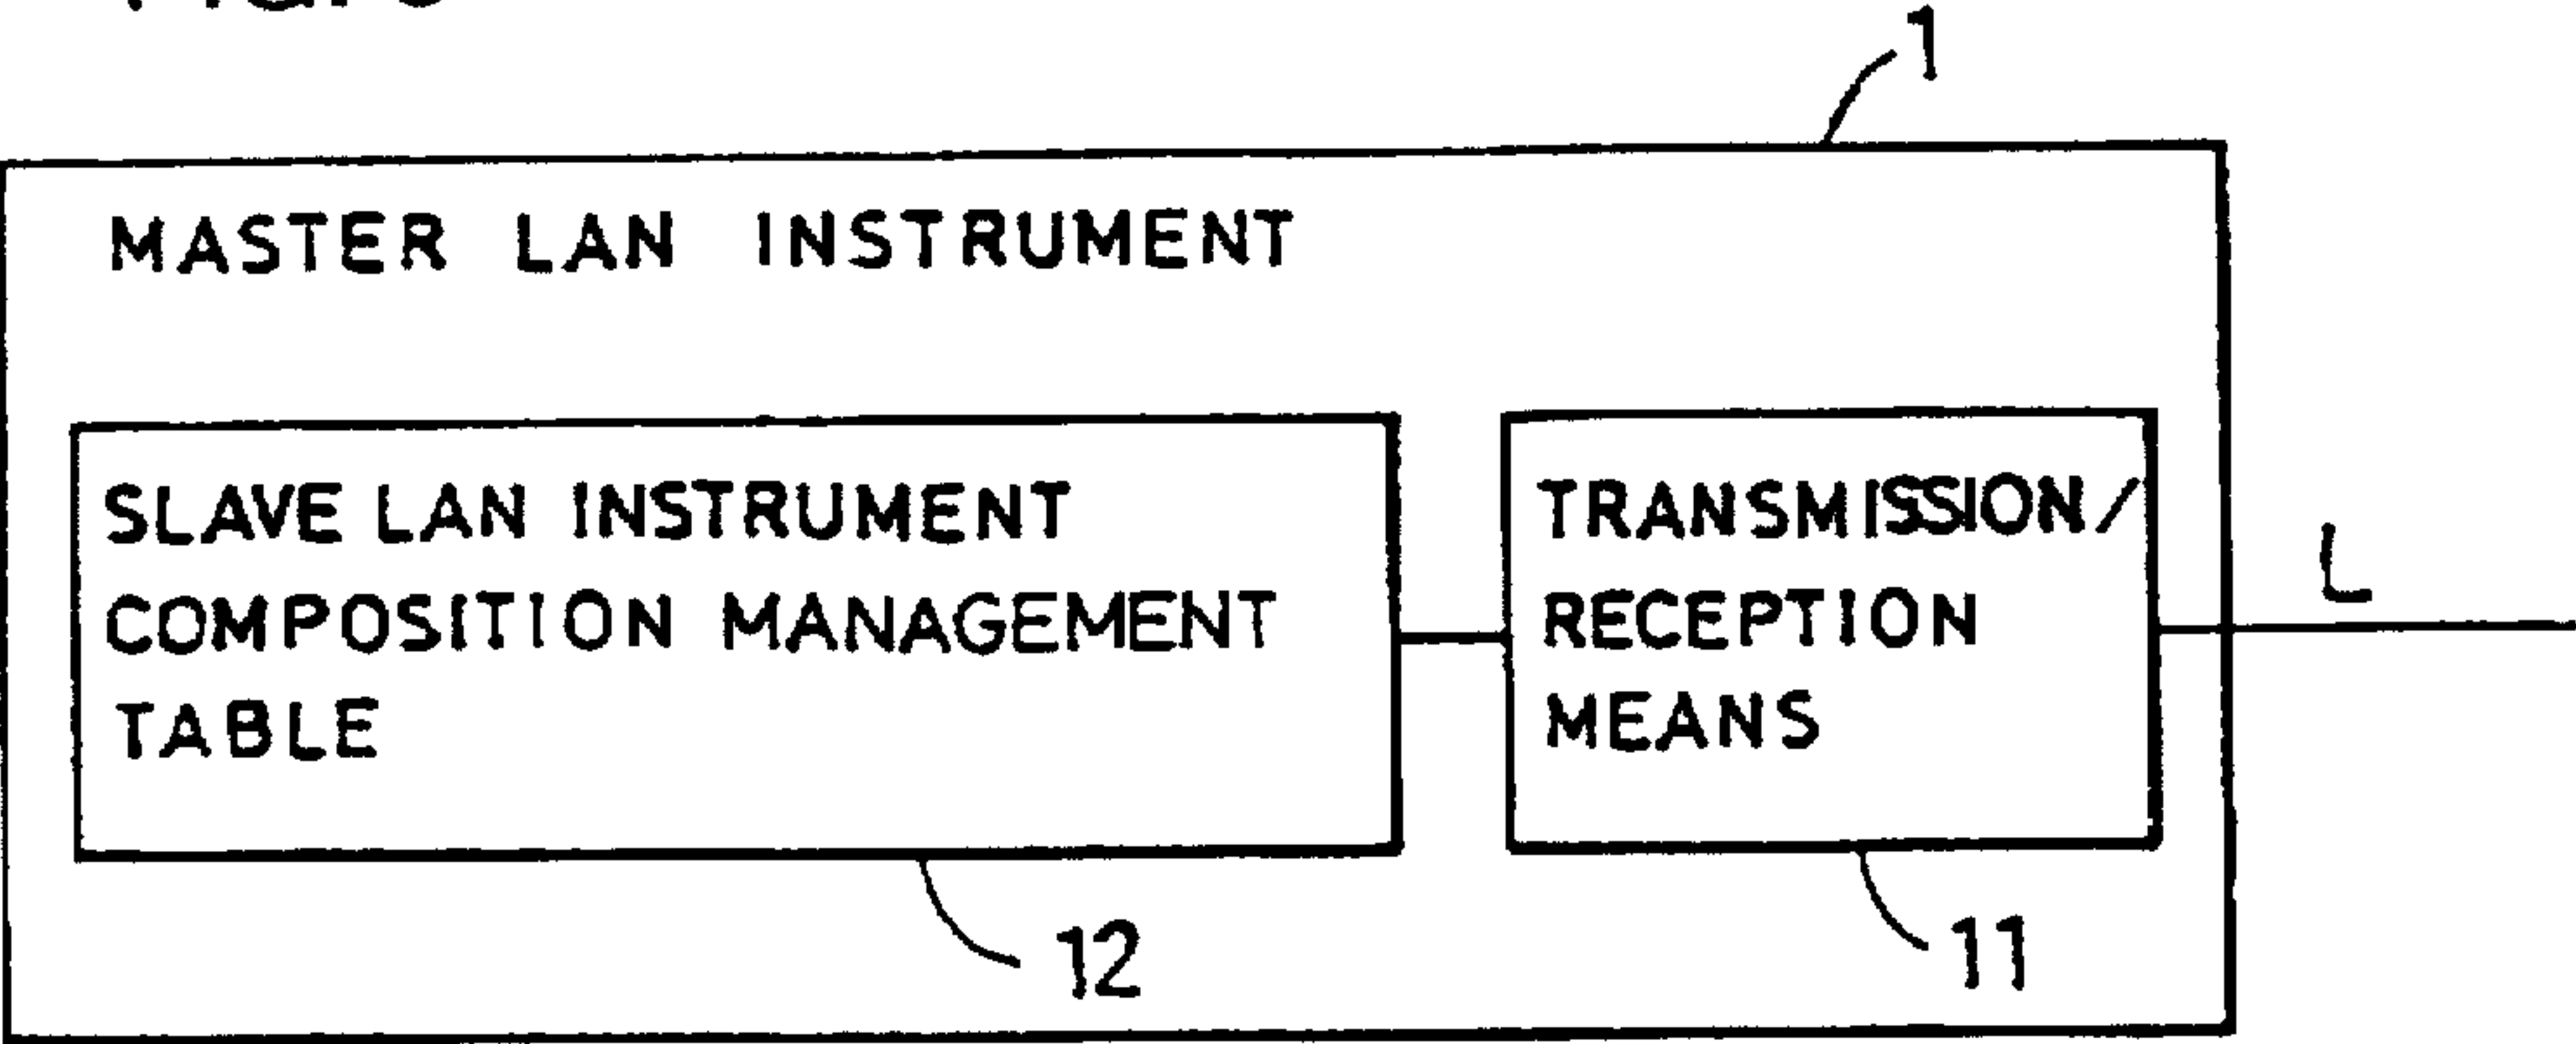 1
MASTER LAN INSTRUMENT
SLAVE LAN INSTRUMENT
COMPOSITION MANAGEMENT
TABLE
TRANSMISSION/
RECEPTION
MEANS
L
12
11